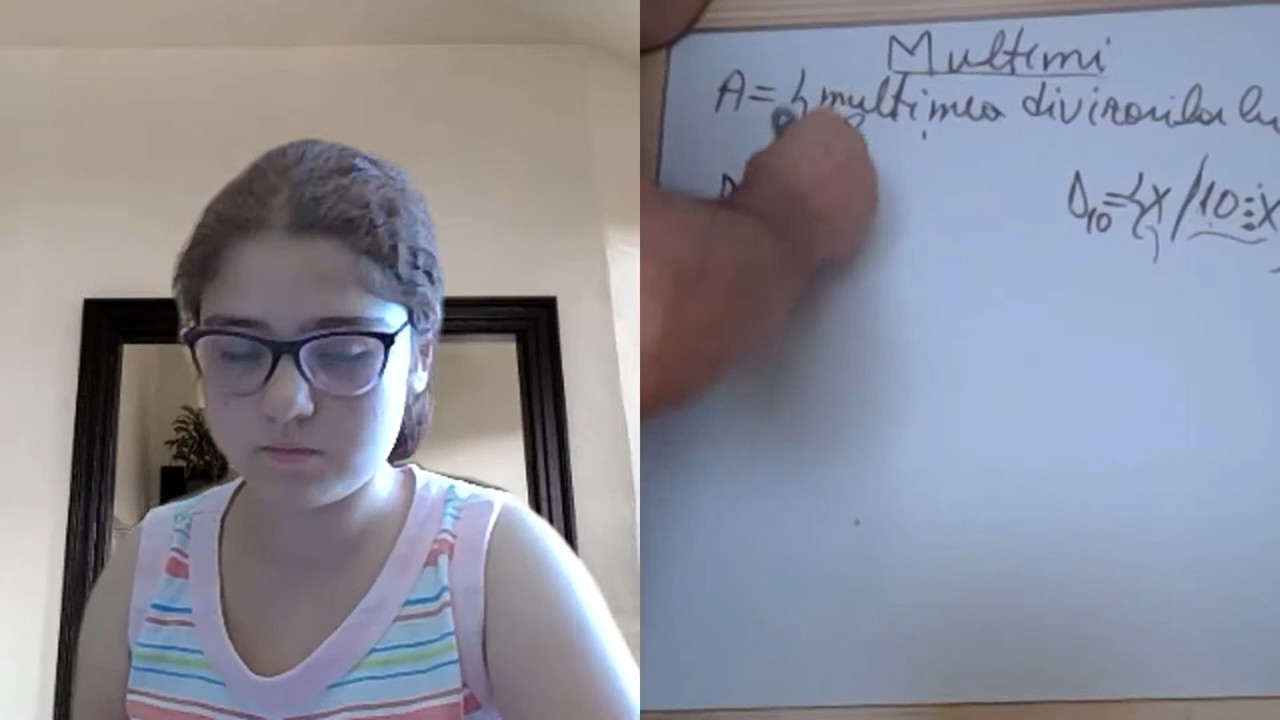 Multimi
A = { multimea divizorilor lu
D₁₀ = { x / 10 ⋮ x